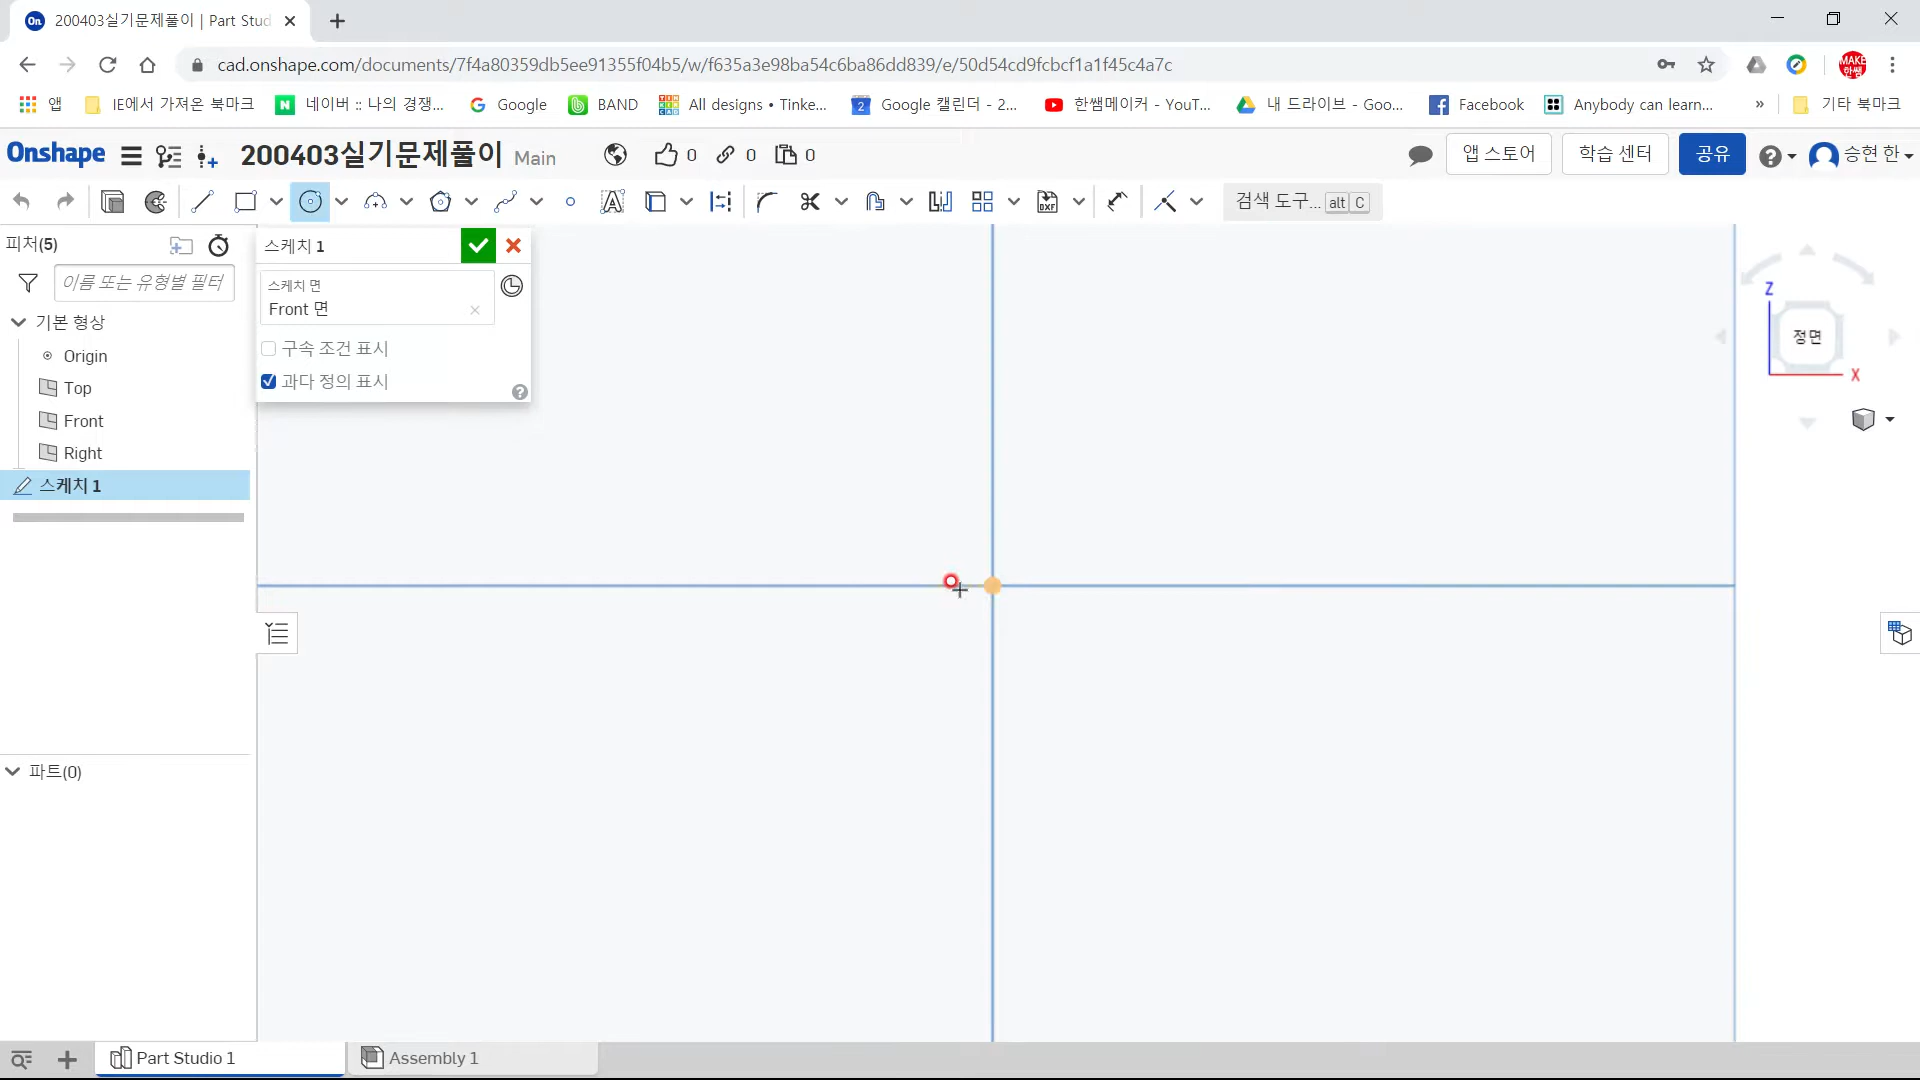 200403실기문제풀이 | Part Stud
cad.onshape.com/documents/7f4a80359db5ee91355f04b5/w/f635a3e98ba54c6ba86dd839/e/50d54cd9fcbcf1a1f45c4a7c
MAKE
한쌤
앱 IE에서 가져온 북마크 N 네이버 :: 나의 경쟁... Google BAND All designs • Tinke... 2 Google 캘린더 - 2... 한쌤메이커 - YouT... 내 드라이브 - Goo... Facebook Anybody can learn... » 기타 북마크
Onshape 200403실기문제풀이 Main 0 0 0 앱 스토어 학습 센터 공유 승현 한
검색 도구... alt C
피처(5)
이름 또는 유형별 필터
기본 형상
Origin
Top
Front
Right
스케치 1
스케치 1
스케치 면
Front 면
구속 조건 표시
과다 정의 표시
Z
정면
X
파트(0)
Part Studio 1 Assembly 1